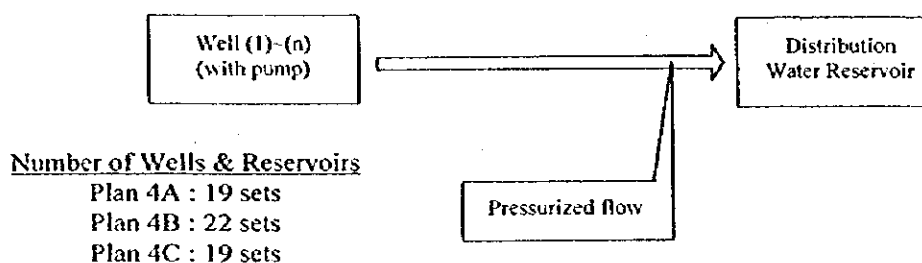 Well (1)~(n)
(with pump)
Distribution
Water Reservoir
Number of Wells & Reservoirs
Plan 4A : 19 sets
Plan 4B : 22 sets
Plan 4C : 19 sets
Pressurized flow